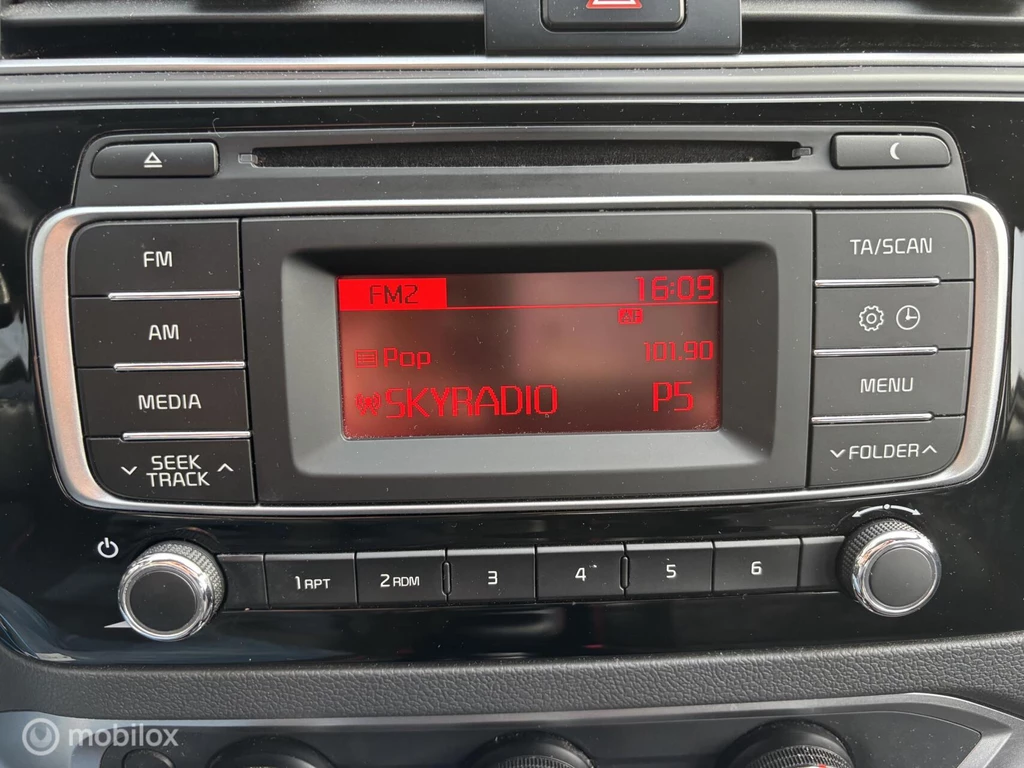 FM
AM
MEDIA
SEEK
TRACK
FM2 16:09
AF
Pop 101.90
SKYRADIO P5
TA/SCAN
MENU
FOLDER
1 RPT 2 RDM 3 4 5 6
mobilox